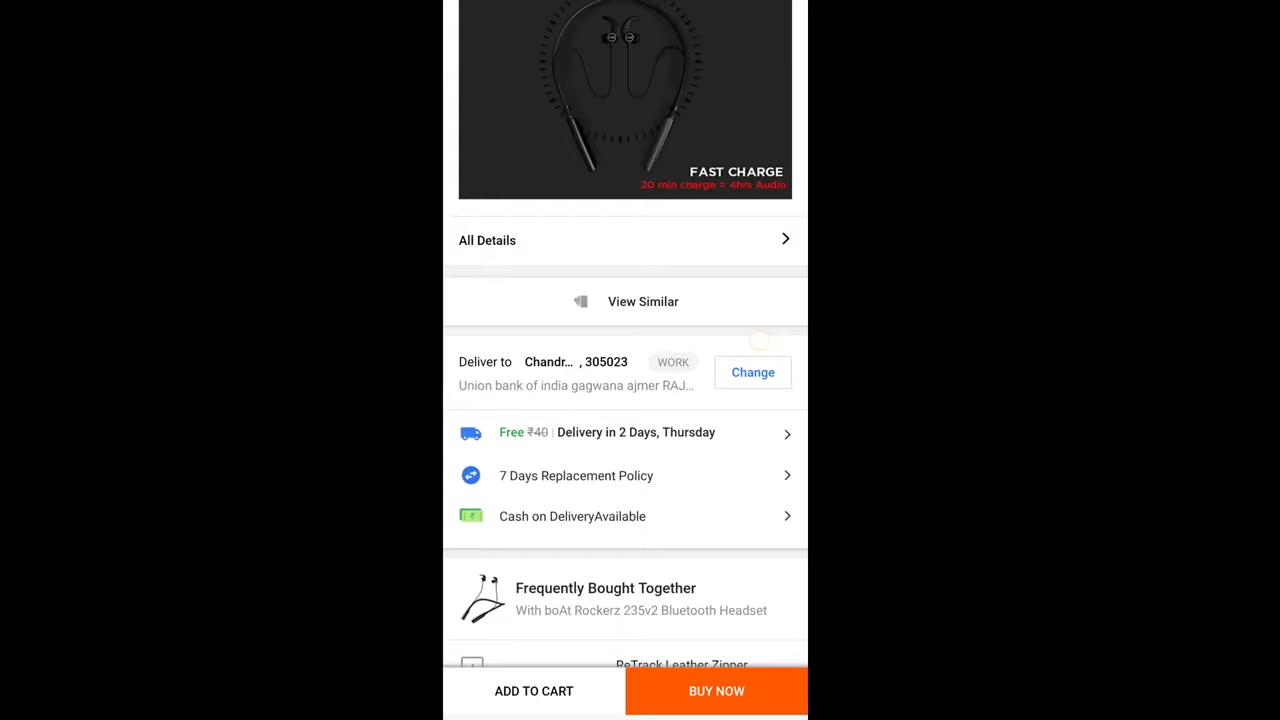 FAST CHARGE
20 min charge = 4hrs Audio
All Details
View Similar
Deliver to Chandr... , 305023 WORK
Change
Union bank of india gagwana ajmer RAJ...
Free ₹40 | Delivery in 2 Days, Thursday
7 Days Replacement Policy
Cash on DeliveryAvailable
Frequently Bought Together
With boAt Rockerz 235v2 Bluetooth Headset
ReTrack Leather Zipper
ADD TO CART
BUY NOW